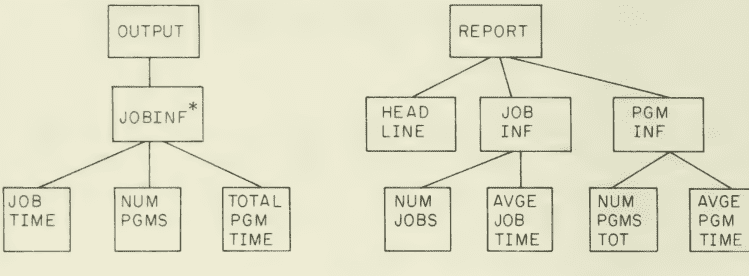 OUTPUT
JOBINF*
JOB
TIME
NUM
PGMS
TOTAL
PGM
TIME
REPORT
HEAD
LINE
JOB
INF
PGM
INF
NUM
JOBS
AVGE
JOB
TIME
NUM
PGMS
TOT
AVGE
PGM
TIME